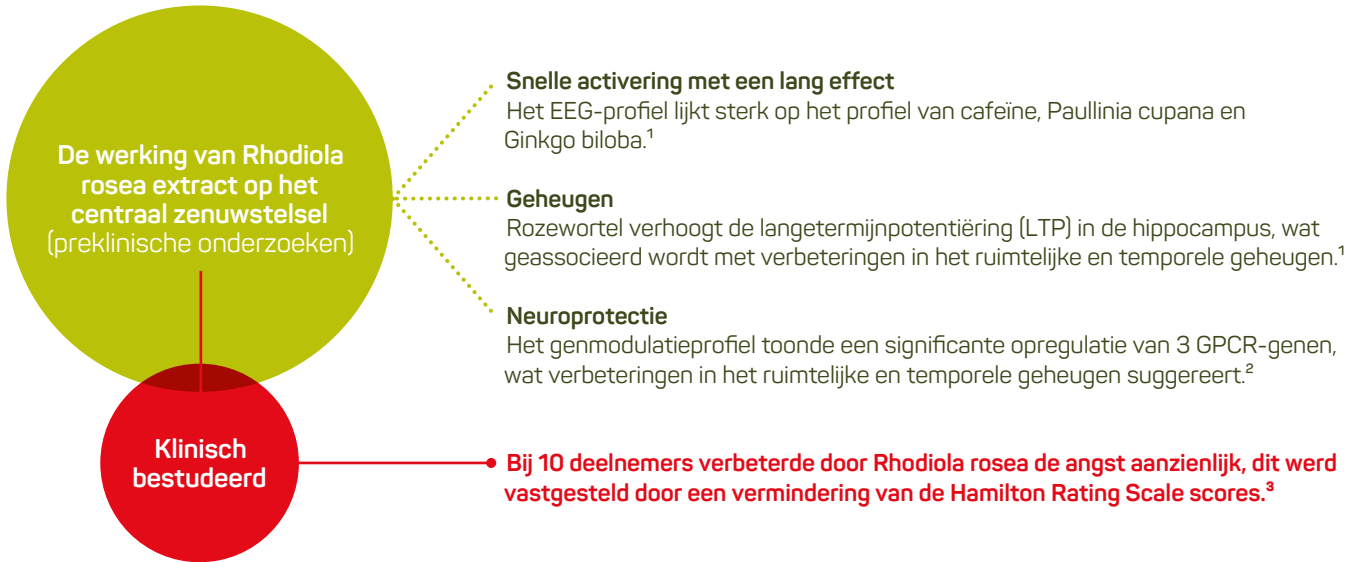 De werking van Rhodiola
rosea extract op het
centraal zenuwstelsel
(preklinische onderzoeken)
Snelle activering met een lang effect
Het EEG-profiel lijkt sterk op het profiel van cafeïne, Paullinia cupana en
Ginkgo biloba.¹
Geheugen
Rozewortel verhoogt de langetermijnpotentiëring (LTP) in de hippocampus, wat
geassocieerd wordt met verbeteringen in het ruimtelijke en temporele geheugen.¹
Neuroprotectie
Het genmodulatieprofiel toonde een significante opregulatie van 3 GPCR-genen,
wat verbeteringen in het ruimtelijke en temporele geheugen suggereert.²
Klinisch
bestudeerd
Bij 10 deelnemers verbeterde door Rhodiola rosea de angst aanzienlijk, dit werd
vastgesteld door een vermindering van de Hamilton Rating Scale scores.³